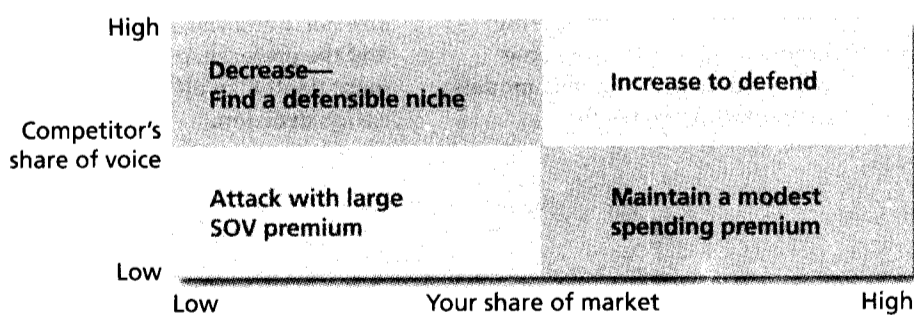 High
Decrease—
Find a defensible niche
Increase to defend
Competitor's
share of voice
Attack with large
SOV premium
Maintain a modest
spending premium
Low
Low
Your share of market
High